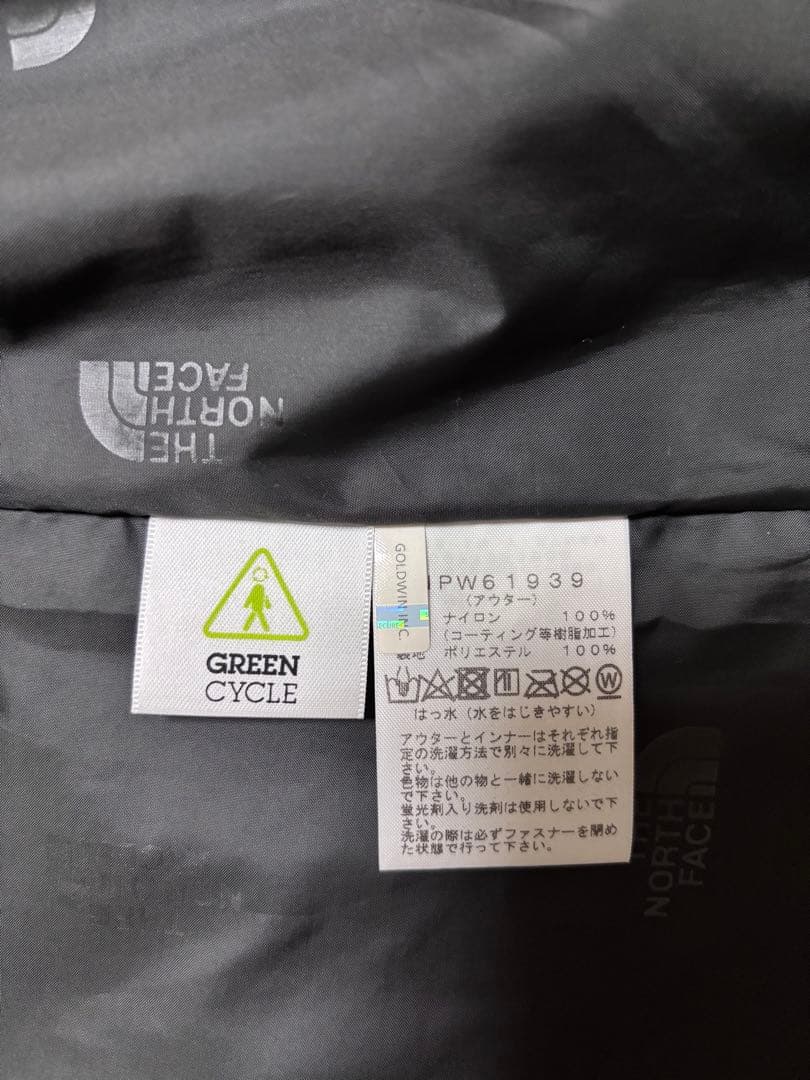 THE
NORTH
FACE
GREEN
CYCLE
GOLDWIN INC.
PW61939
(アウター)
ナイロン 100%
(コーティング等樹脂加工)
裏地 ポリエステル 100%
W
はっ水(水をはじきやすい)
アウターとインナーはそれぞれ指
定の洗濯方法で別々に洗濯して下
さい。
色物は他の物と一緒に洗濯しない
で下さい。
蛍光剤入り洗剤は使用しないで下
さい。
洗濯の際は必ずファスナーを閉め
た状態で行って下さい。
THE
NORTH
FACE